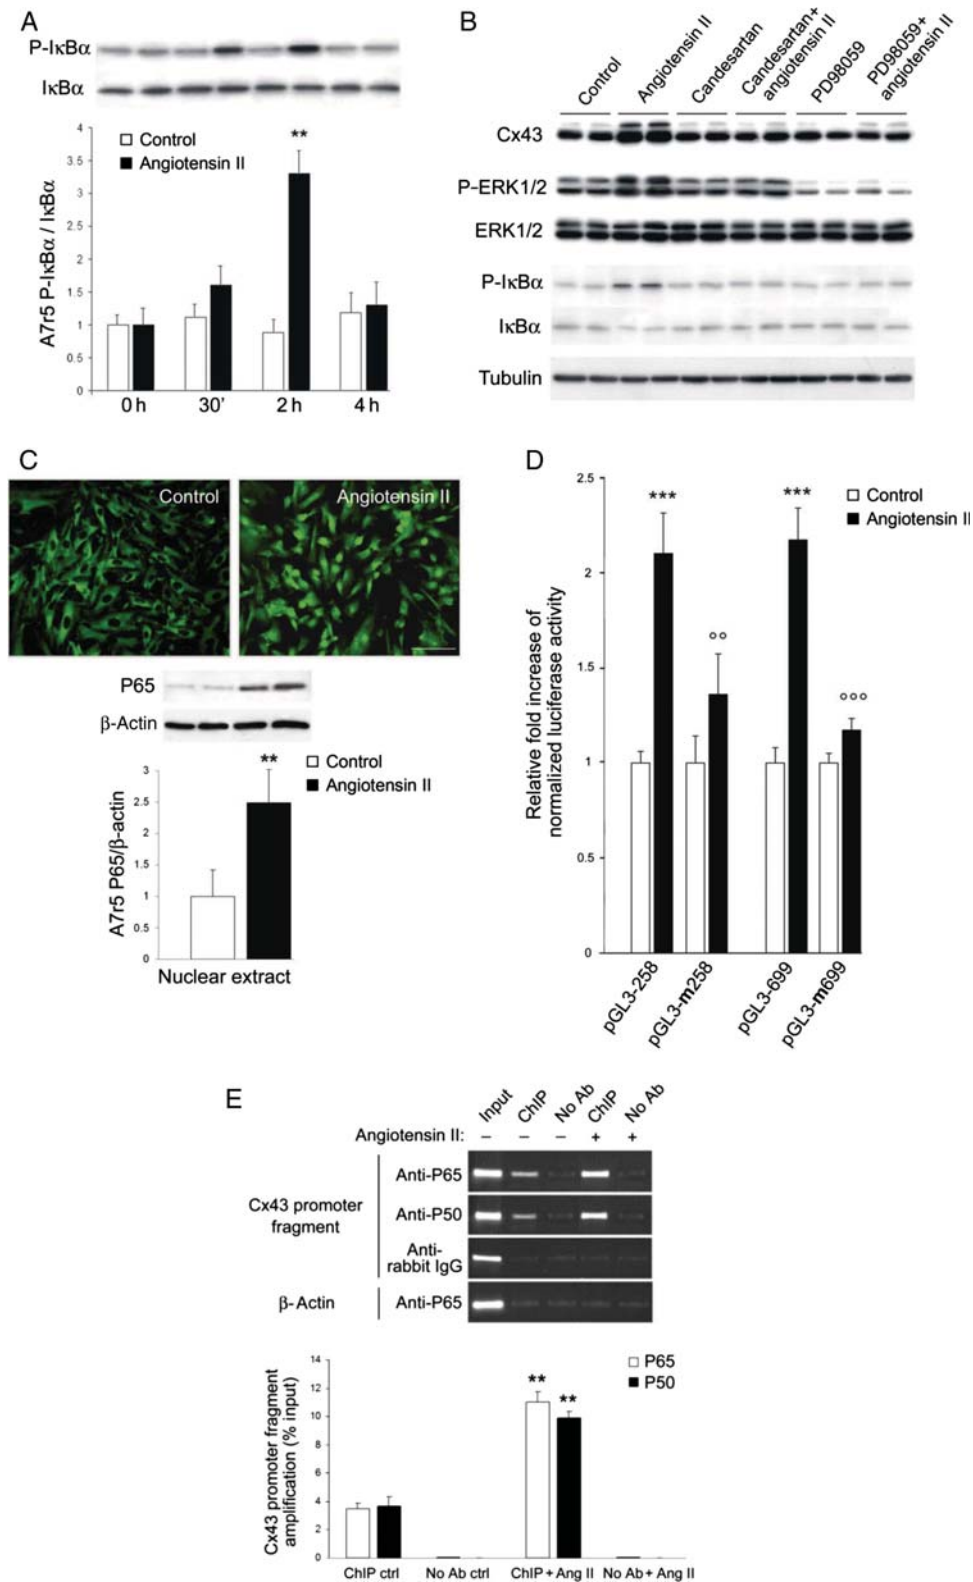 A
P-IκBα
IκBα
Control
Angiotensin II
**
4
3.5
3
2.5
2
1.5
1
0.5
0
A7r5 P-IκBα / IκBα
0 h
30'
2 h
4 h
B
Control
Angiotensin II
Candesartan
Candesartan+
angiotensin II
PD98059
PD98059+
angiotensin II
Cx43
P-ERK1/2
ERK1/2
P-IκBα
IκBα
Tubulin
C
Control
Angiotensin II
P65
β-Actin
Control
Angiotensin II
**
3
2.5
2
1.5
1
0.5
0
A7r5 P65/β-actin
Nuclear extract
D
2.5
2
1.5
1
0.5
0
Relative fold increase of
normalized luciferase activity
Control
Angiotensin II
***
°°
***
°°°
pGL3-258
pGL3-m258
pGL3-699
pGL3-m699
E
Input
ChIP
No Ab
ChIP
No Ab
Angiotensin II: − − − + +
Cx43 promoter
fragment
Anti-P65
Anti-P50
Anti-
rabbit IgG
β-Actin
Anti-P65
P65
P50
**
**
14
12
10
8
6
4
2
0
Cx43 promoter fragment
amplification (% input)
ChIP ctrl
No Ab ctrl
ChIP + Ang II
No Ab + Ang II